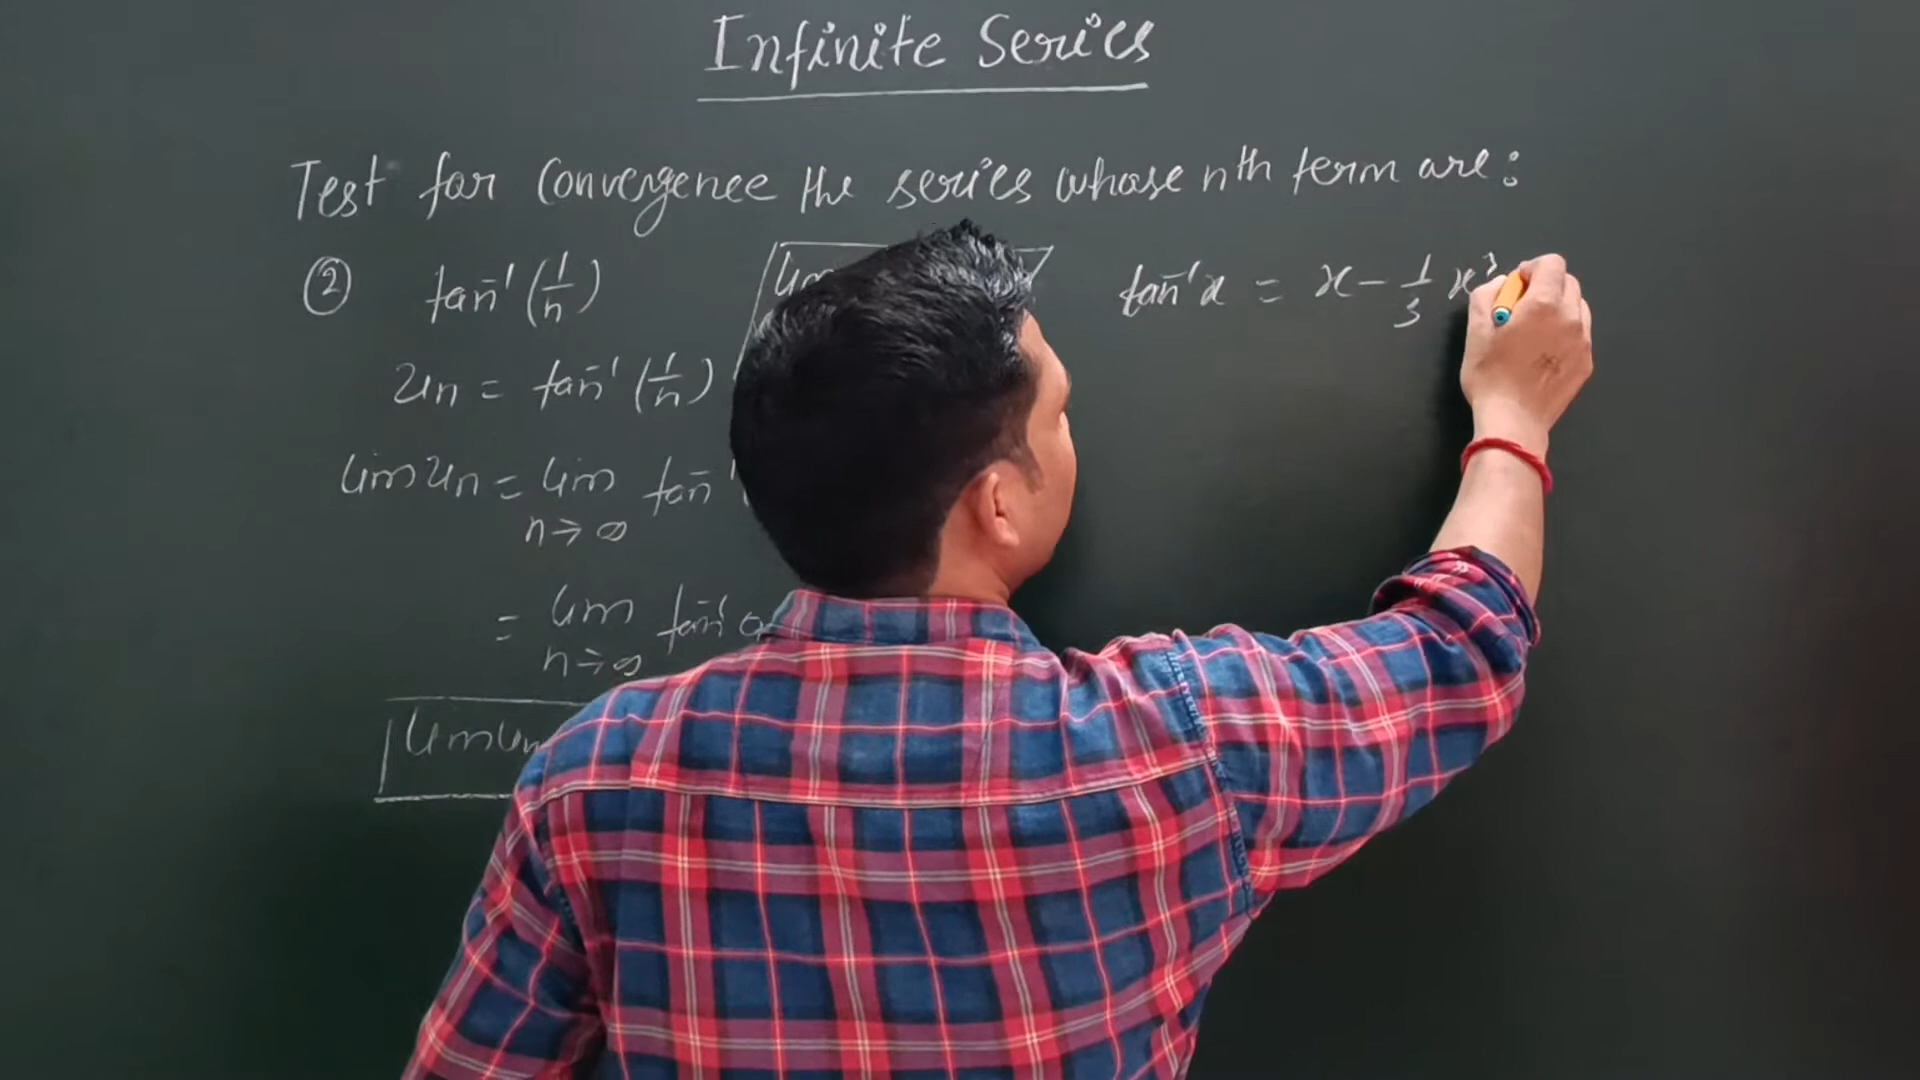 Infinite Series
Test for Convergence the series whose nth term are:
② tan⁻¹(1/n)
un = tan⁻¹(1/n)
lim un = lim tan⁻¹
n→∞
= lim tan⁻¹
n→∞
lim un
lim
tan⁻¹x = x - 1/3 x³